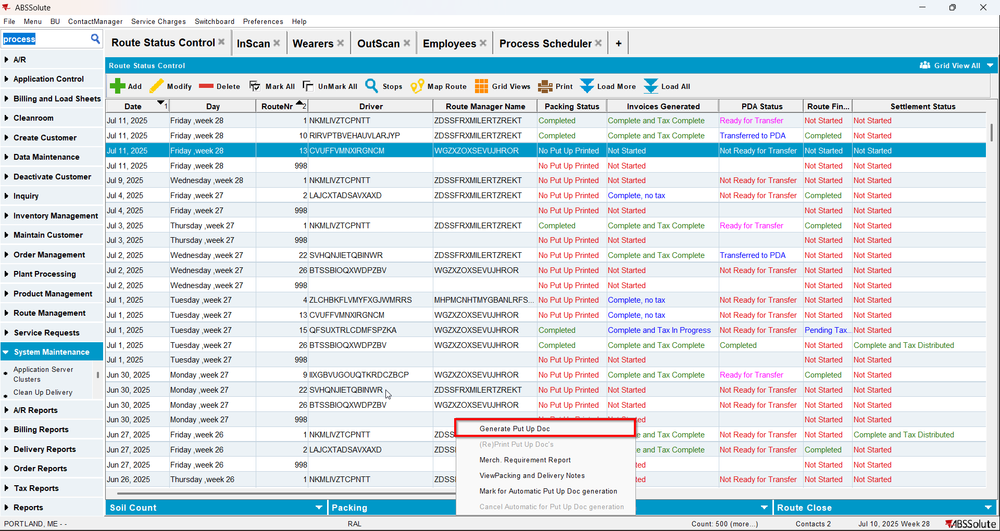 ABSSolute
File Menu BU ContactManager Service Charges Switchboard Preferences Help
process
Route Status Control InScan Wearers OutScan Employees Process Scheduler +
Route Status Control Grid View All
Add Modify Delete Mark All UnMark All Stops Map Route Grid Views Print Load More Load All
A/R
Application Control
Billing and Load Sheets
Cleanroom
Create Customer
Data Maintenance
Deactivate Customer
Inquiry
Inventory Management
Maintain Customer
Order Management
Plant Processing
Product Management
Route Management
Service Requests
System Maintenance
Application Server
Clusters
Clean Up Delivery
A/R Reports
Billing Reports
Delivery Reports
Order Reports
Tax Reports
Reports
Date 1 Day RouteNr 2 Driver Route Manager Name Packing Status Invoices Generated PDA Status Route Fin... Settlement Status
Jul 11, 2025 Friday ,week 28 1 NKMLIVZTCPNTT ZDSSFRXMILERTZREKT Completed Complete and Tax Complete Ready for Transfer Not Started Not Started
Jul 11, 2025 Friday ,week 28 10 RIRVPTBVEHAUVLARJYP ZDSSFRXMILERTZREKT Completed Complete and Tax Complete Transferred to PDA Completed Not Started
Jul 11, 2025 Friday ,week 28 13 CVUFFVMNXIRGNCM WGZXZOXSEVUJHROR No Put Up Printed Not Started Not Ready for Transfer Not Started Not Started
Jul 11, 2025 Friday ,week 28 998 No Put Up Printed Not Started Not Started Not Started
Jul 9, 2025 Wednesday ,week 28 1 NKMLIVZTCPNTT ZDSSFRXMILERTZREKT No Put Up Printed Not Started Not Ready for Transfer Not Started Not Started
Jul 4, 2025 Friday ,week 27 2 LAJCXTADSAVXAXD ZDSSFRXMILERTZREKT No Put Up Printed Complete, no tax Not Ready for Transfer Completed Not Started
Jul 4, 2025 Friday ,week 27 998 No Put Up Printed Not Started Not Started Not Started
Jul 3, 2025 Thursday ,week 27 1 NKMLIVZTCPNTT ZDSSFRXMILERTZREKT Completed Complete and Tax Complete Ready for Transfer Completed Not Started
Jul 3, 2025 Thursday ,week 27 998 No Put Up Printed Not Started Not Started Not Started
Jul 2, 2025 Wednesday ,week 27 22 SVHQNJIETQBINWR ZDSSFRXMILERTZREKT No Put Up Printed Complete and Tax Complete Transferred to PDA Not Started Not Started
Jul 2, 2025 Wednesday ,week 27 26 BTSSBIOQXWDPZBV WGZXZOXSEVUJHROR No Put Up Printed Not Started Not Ready for Transfer Not Started Not Started
Jul 2, 2025 Wednesday ,week 27 998 No Put Up Printed Not Started Not Started Not Started
Jul 1, 2025 Tuesday ,week 27 4 ZLCHBKFLVMYFXGJWMRRS MHPMCNHTMYGBANLRFS... No Put Up Printed Complete, no tax Not Ready for Transfer Not Started Not Started
Jul 1, 2025 Tuesday ,week 27 13 CVUFFVMNXIRGNCM WGZXZOXSEVUJHROR No Put Up Printed Complete, no tax Not Ready for Transfer Not Started Not Started
Jul 1, 2025 Tuesday ,week 27 15 QFSUXTRLCDMFSPZKA WGZXZOXSEVUJHROR Completed Complete and Tax In Progress Not Ready for Transfer Pending Tax... Not Started
Jul 1, 2025 Tuesday ,week 27 26 BTSSBIOQXWDPZBV WGZXZOXSEVUJHROR Completed Complete and Tax Complete Completed Not Started Complete and Tax Distributed
Jul 1, 2025 Tuesday ,week 27 998 No Put Up Printed Not Started Not Started Not Started
Jun 30, 2025 Monday ,week 27 9 IIXGBVUGOUQTKRDCZBCP WGZXZOXSEVUJHROR No Put Up Printed Complete and Tax Complete Ready for Transfer Completed Not Started
Jun 30, 2025 Monday ,week 27 22 SVHQNJIETQBINWR ZDSSFRXMILERTZREKT No Put Up Printed Not Started Not Ready for Transfer Not Started Not Started
Jun 30, 2025 Monday ,week 27 26 BTSSBIOQXWDPZBV WGZXZOXSEVUJHROR No Put Up Printed Not Started Not Ready for Transfer Not Started Not Started
Jun 30, 2025 Monday ,week 27 998 No Put Up Printed Not Started Not Started Not Started
Jun 27, 2025 Friday ,week 26 1 NKMLIVZTCPNTT ZDSS e and Tax Complete Not Ready for Transfer Not Started Complete and Tax Distributed
Jun 27, 2025 Friday ,week 26 2 LAJCXTADSAVXAXD ZDSS e and Tax Complete Not Ready for Transfer Completed Not Started
Jun 27, 2025 Friday ,week 26 998 ted Not Started Not Started
Jun 26, 2025 Thursday ,week 26 1 NKMLIVZTCPNTT ZDSS ted Not Ready for Transfer Not Started Not Started
Generate Put Up Doc
(Re)Print Put Up Doc's
Merch. Requirement Report
ViewPacking and Delivery Notes
Mark for Automatic Put Up Doc generation
Cancel Automatic for Put Up Doc generation
Soil Count Packing Route Close
PORTLAND, ME - - RAL Count: 500 (more...) Contacts 2 Jul 10, 2025 Week 28 ABSSolute